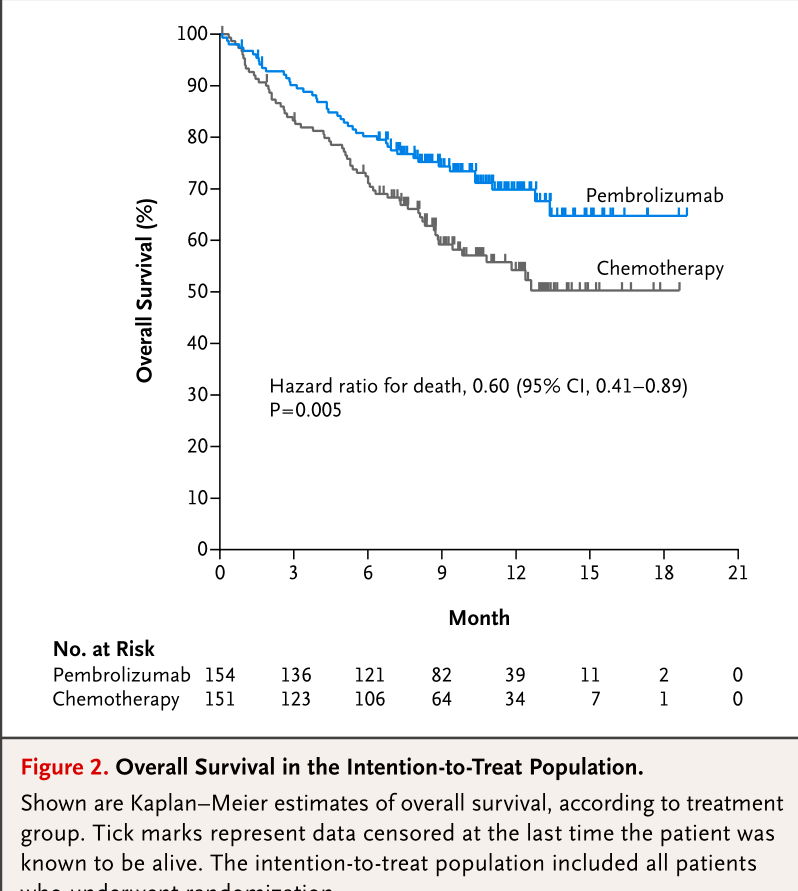 100
90
80
70
60
50
40
30
20
10
0
Overall Survival (%)
Pembrolizumab
Chemotherapy
Hazard ratio for death, 0.60 (95% CI, 0.41–0.89)
P=0.005
0 3 6 9 12 15 18 21
Month
No. at Risk
Pembrolizumab 154 136 121 82 39 11 2 0
Chemotherapy 151 123 106 64 34 7 1 0
Figure 2. Overall Survival in the Intention-to-Treat Population.
Shown are Kaplan–Meier estimates of overall survival, according to treatment
group. Tick marks represent data censored at the last time the patient was
known to be alive. The intention-to-treat population included all patients
who underwent randomization.